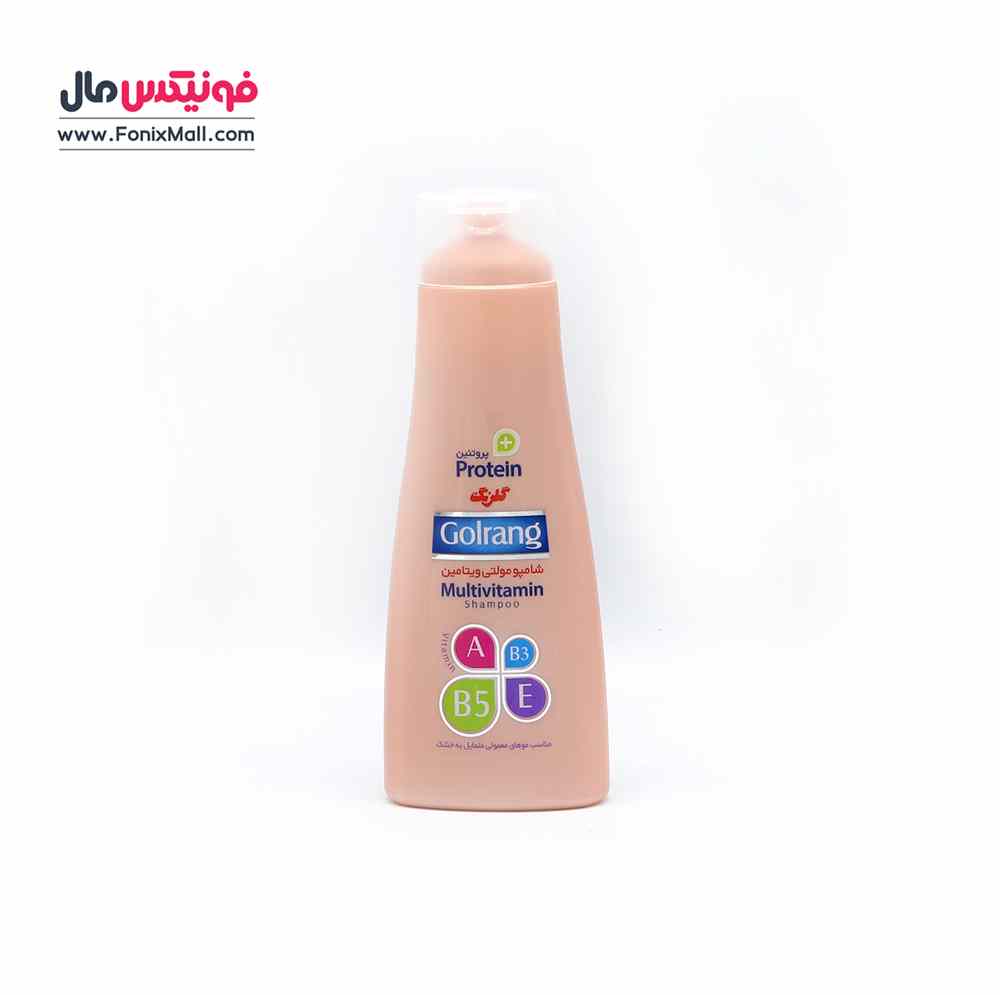 فونیکس مال
www.FonixMall.com
پروتئین
Protein
گلرنگ
Golrang
شامپو مولتی ویتامین
Multivitamin
Shampoo
Vitamin
A
B3
B5
E
مناسب موهای معمولی متمایل به خشک